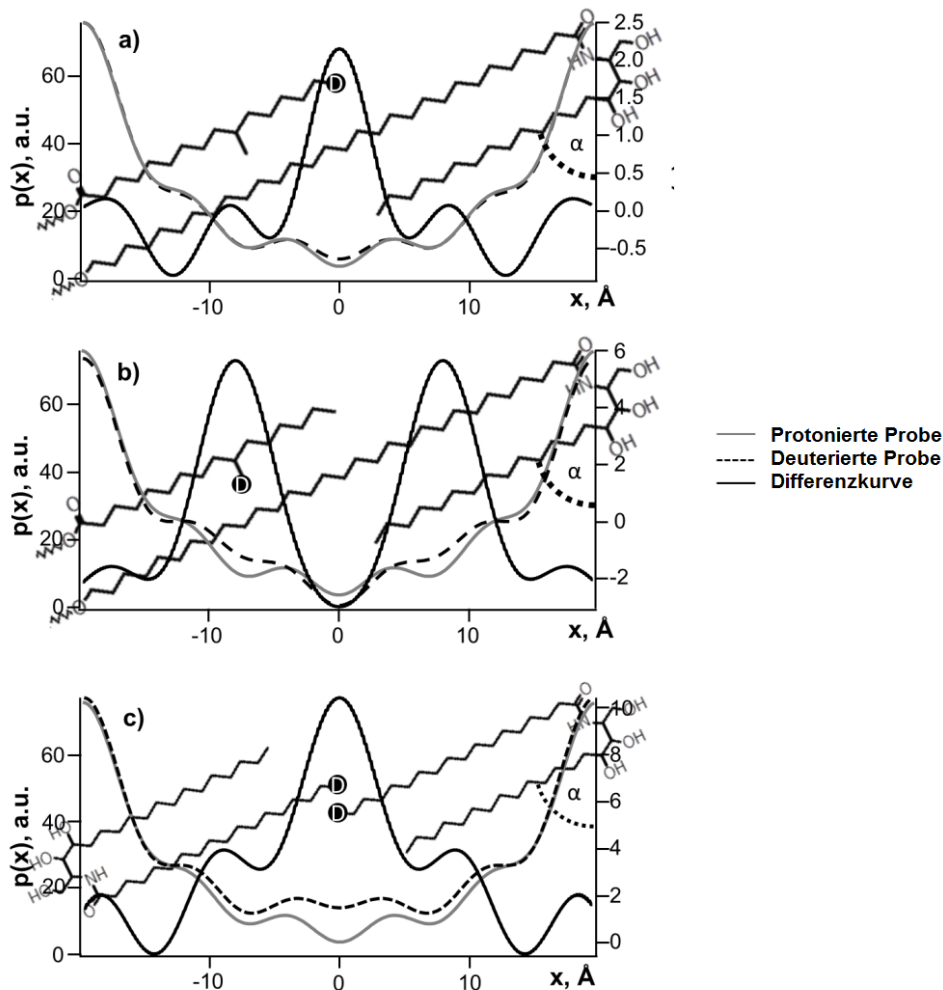 a)
p(x), a.u.
60
40
20
0
2.5
2.0
1.5
1.0
0.5
0.0
-0.5
O
HN
OH
OH
OH
D
α
O
O
O
-10
0
10
x, Å
b)
p(x), a.u.
60
40
20
0
6
4
2
0
-2
O
HN
OH
OH
OH
D
α
O
O
O
-10
0
10
x, Å
Protonierte Probe
Deuterierte Probe
Differenzkurve
c)
p(x), a.u.
60
40
20
0
10
8
6
4
2
0
O
HN
OH
OH
OH
D
D
α
HO
HO
HO
NH
O
-10
0
10
x, Å